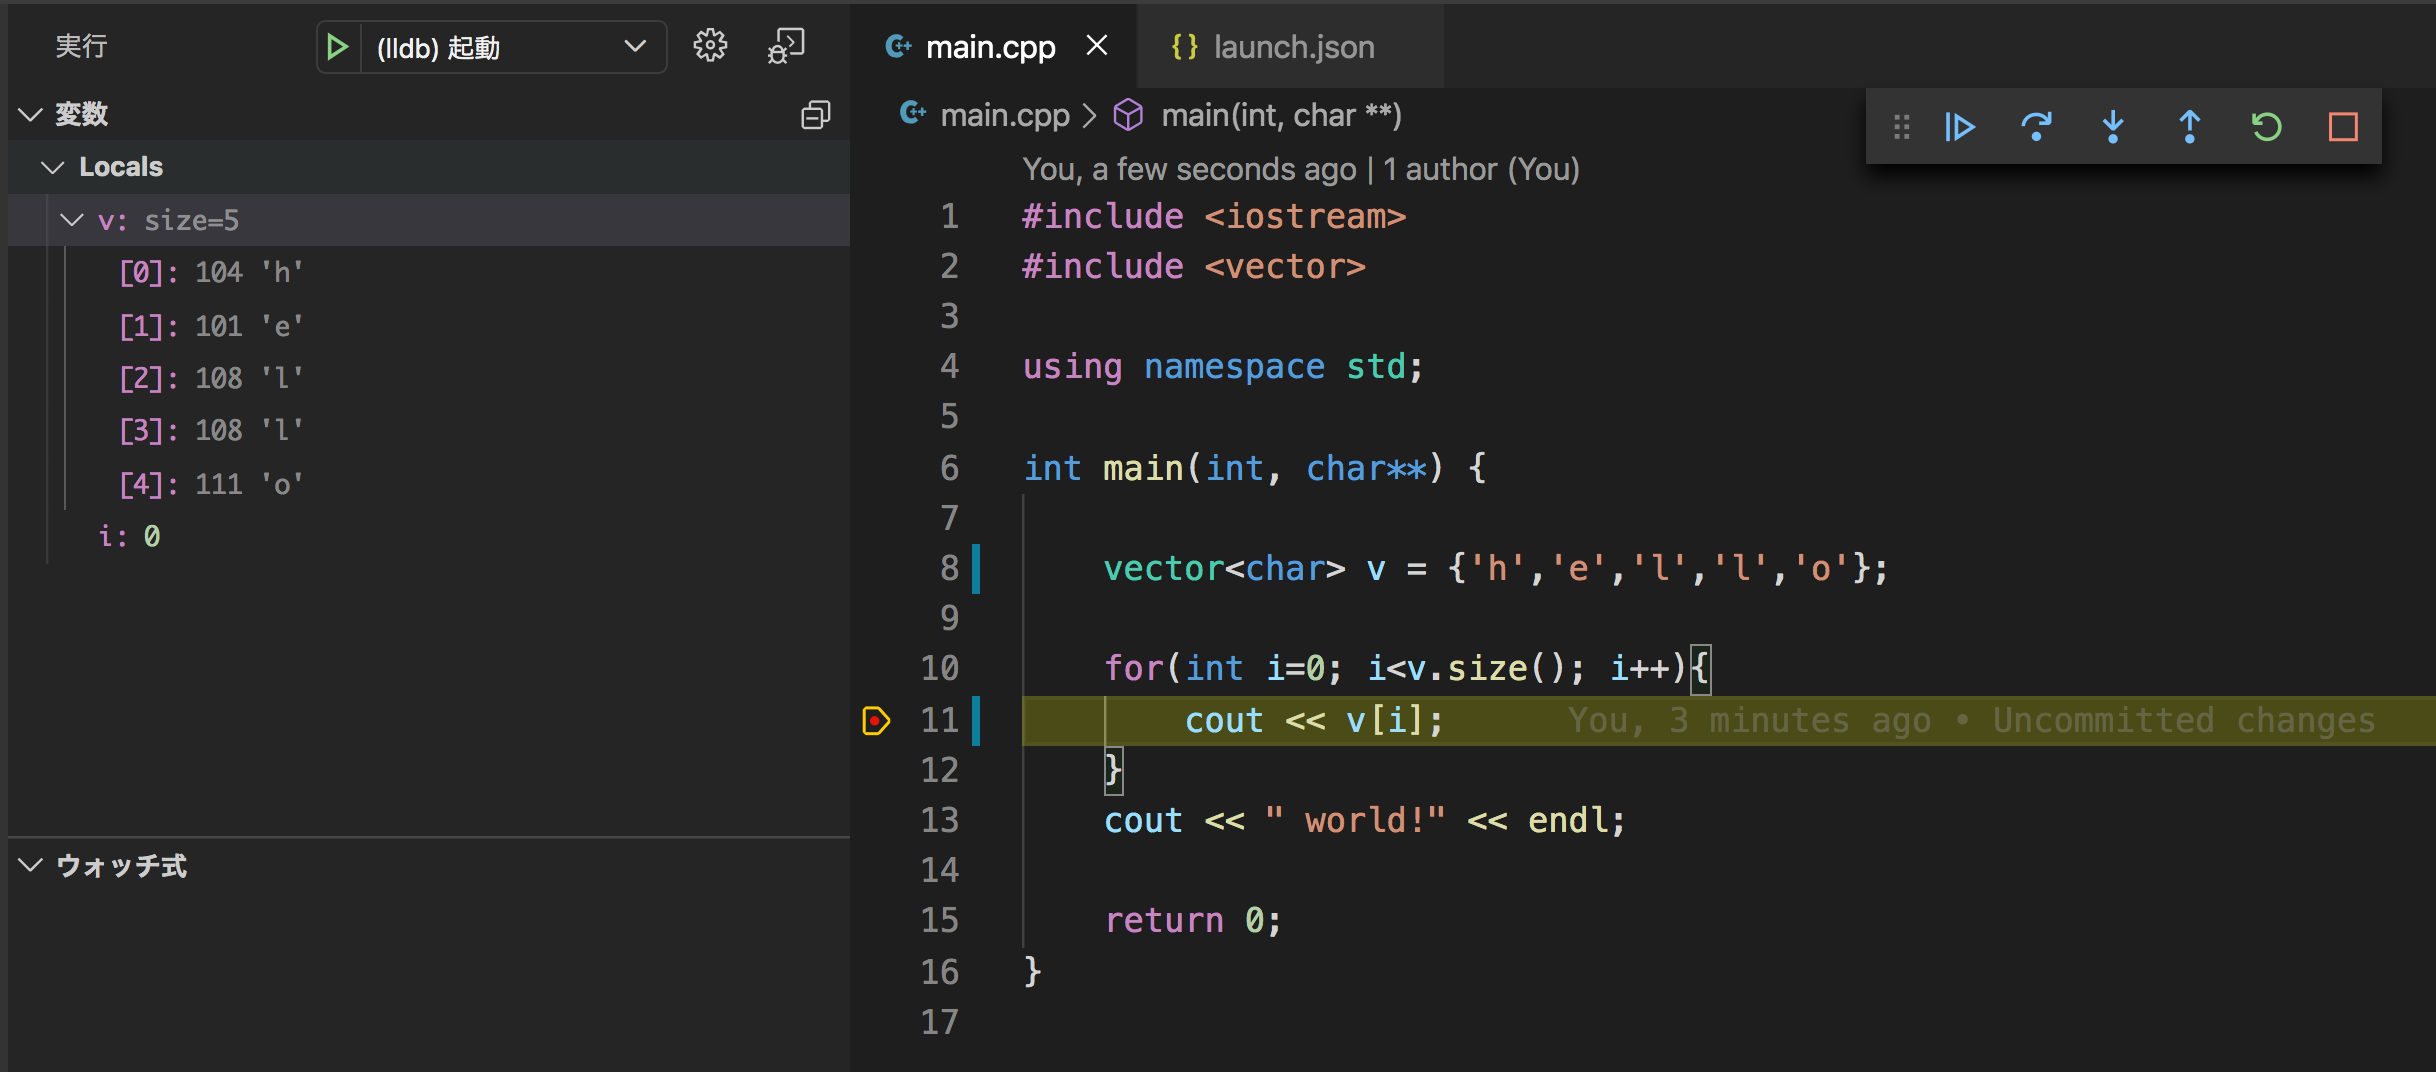 実行
(lldb) 起動
変数
Locals
v: size=5
[0]: 104 'h'
[1]: 101 'e'
[2]: 108 'l'
[3]: 108 'l'
[4]: 111 'o'
i: 0
ウォッチ式
main.cpp
{} launch.json
main.cpp > main(int, char **)
You, a few seconds ago | 1 author (You)
1 #include <iostream>
2 #include <vector>
3
4 using namespace std;
5
6 int main(int, char**) {
7
8 vector<char> v = {'h','e','l','l','o'};
9
10 for(int i=0; i<v.size(); i++){
11 cout << v[i]; You, 3 minutes ago • Uncommitted changes
12 }
13 cout << " world!" << endl;
14
15 return 0;
16 }
17